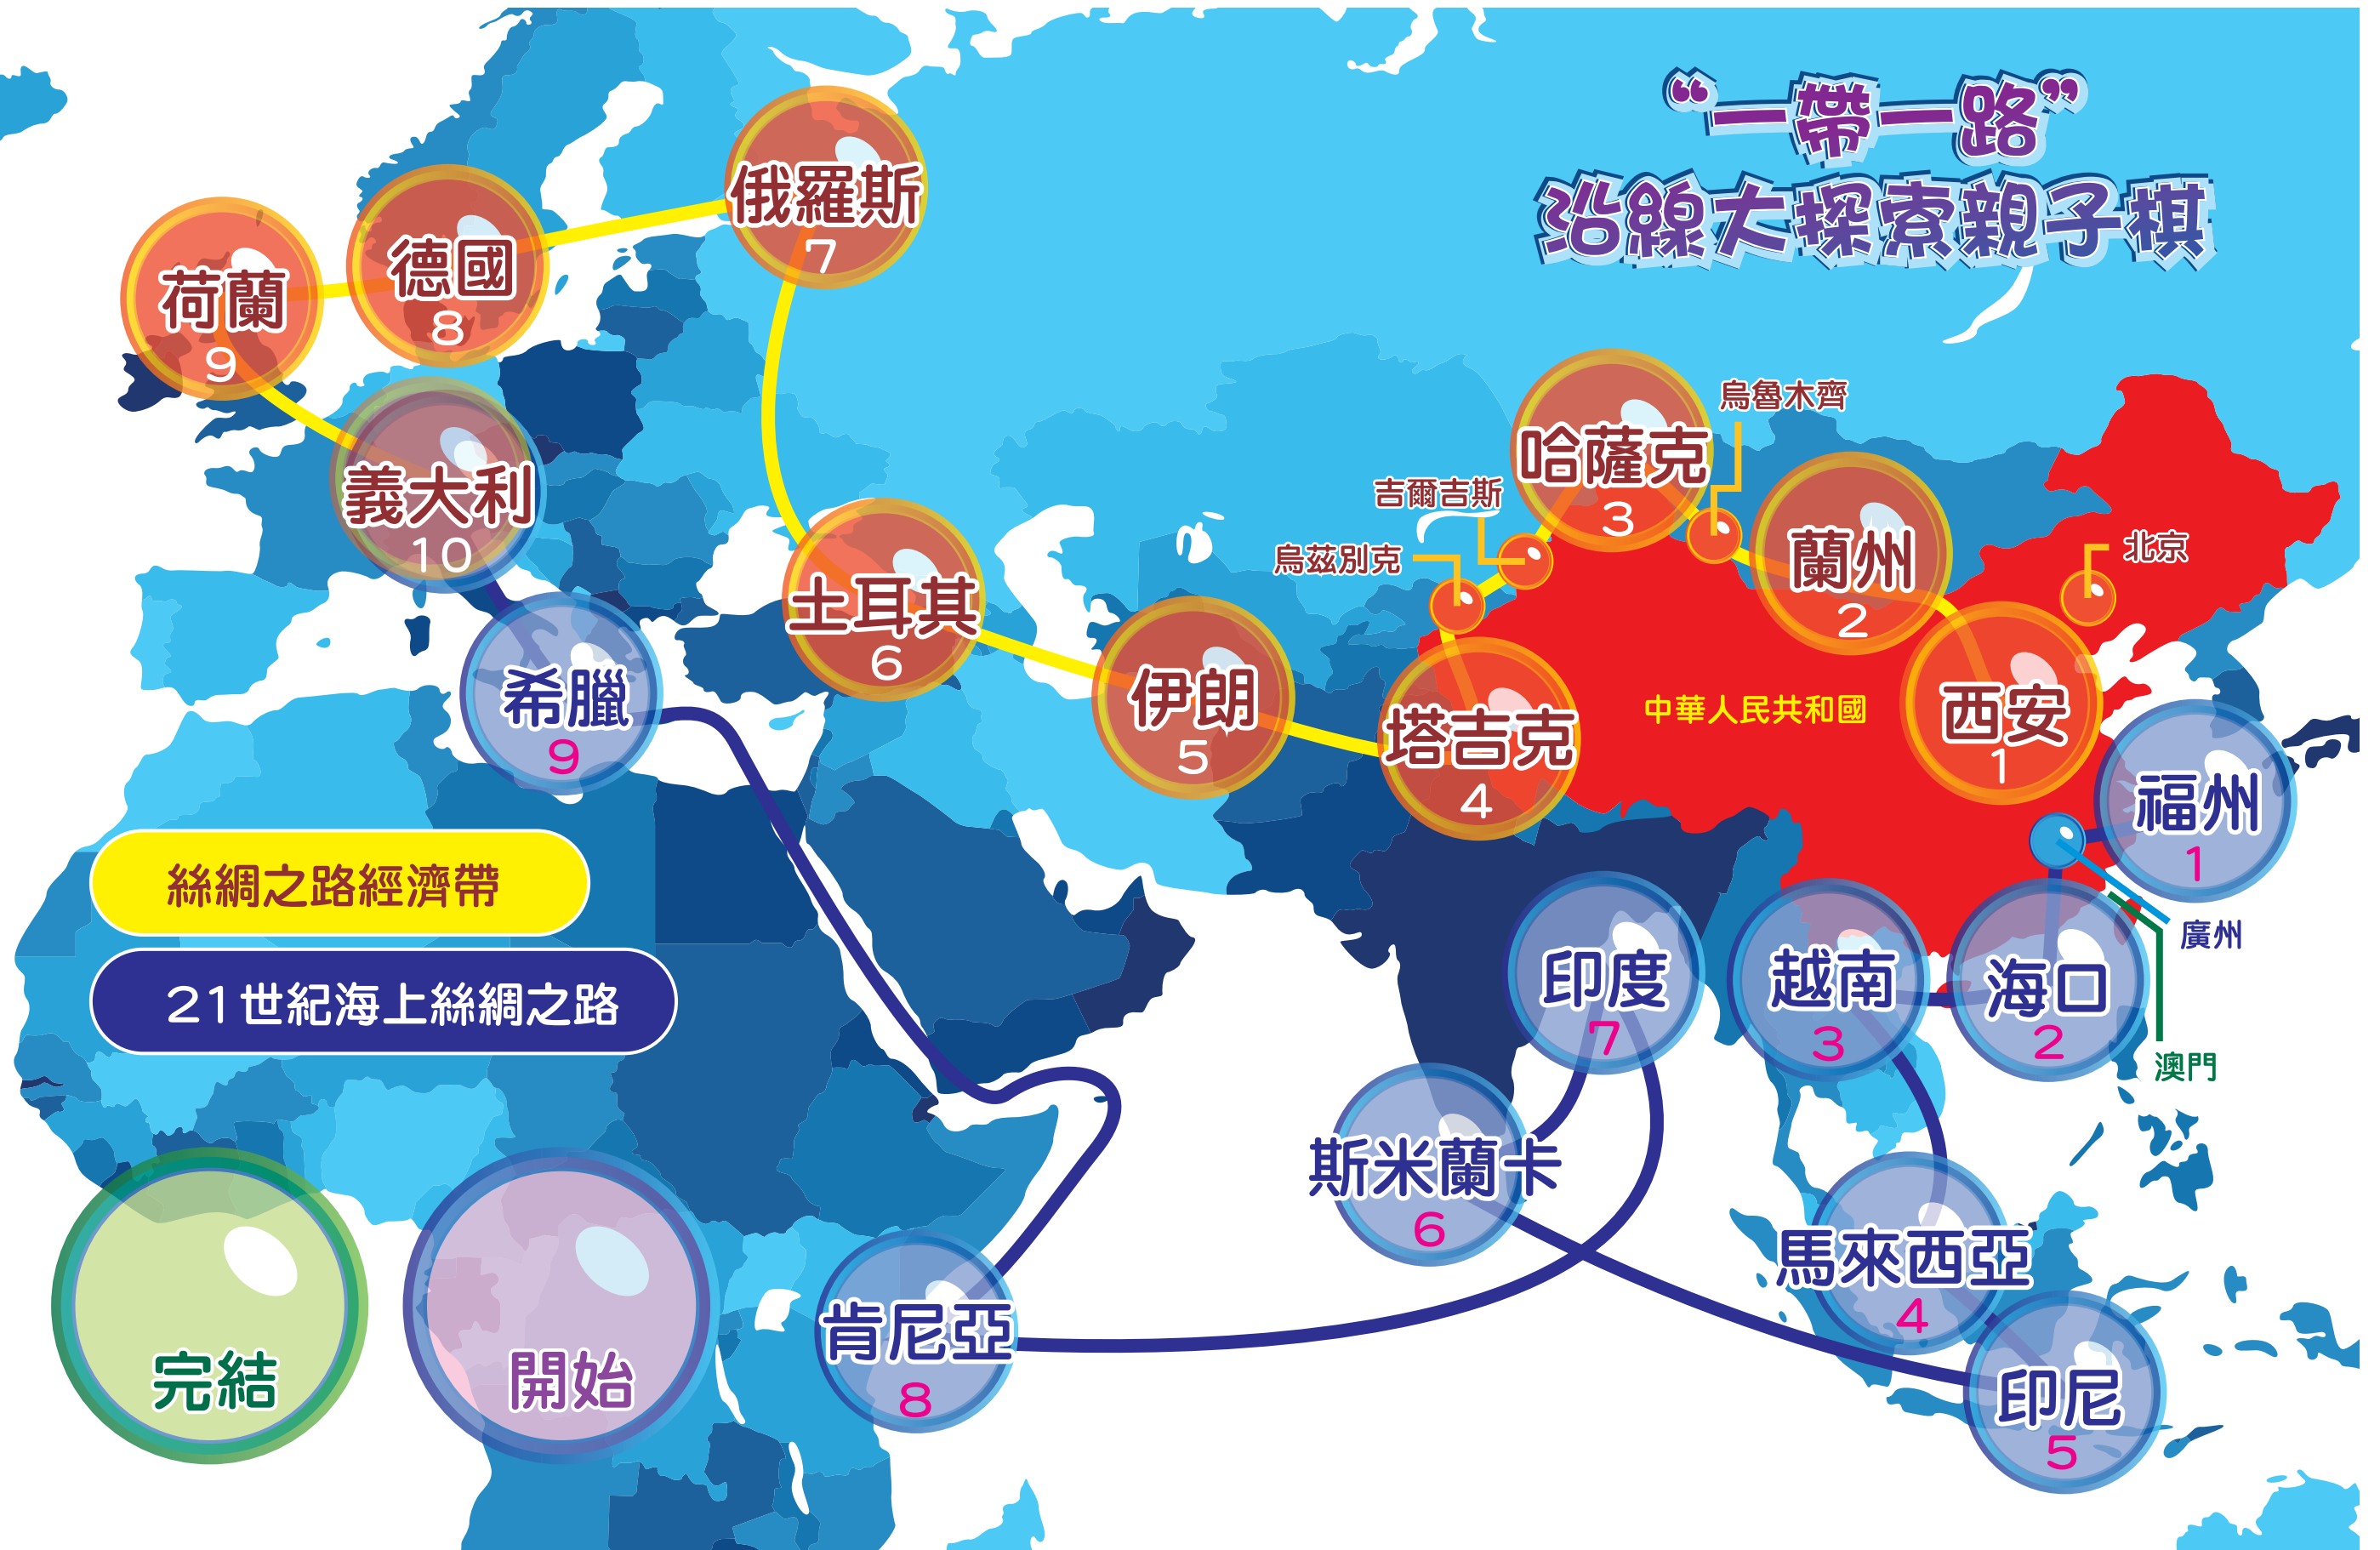 “一帶一路”
沿線大探索親子棋
俄羅斯
7
德國
8
荷蘭
9
義大利
10
烏魯木齊
哈薩克
3
吉爾吉斯
烏茲別克
蘭州
2
北京
土耳其
6
伊朗
5
塔吉克
4
中華人民共和國
西安
1
希臘
9
福州
1
絲綢之路經濟帶
21世紀海上絲綢之路
廣州
澳門
印度
7
越南
3
海口
2
斯米蘭卡
6
馬來西亞
4
肯尼亞
8
印尼
5
完結
開始